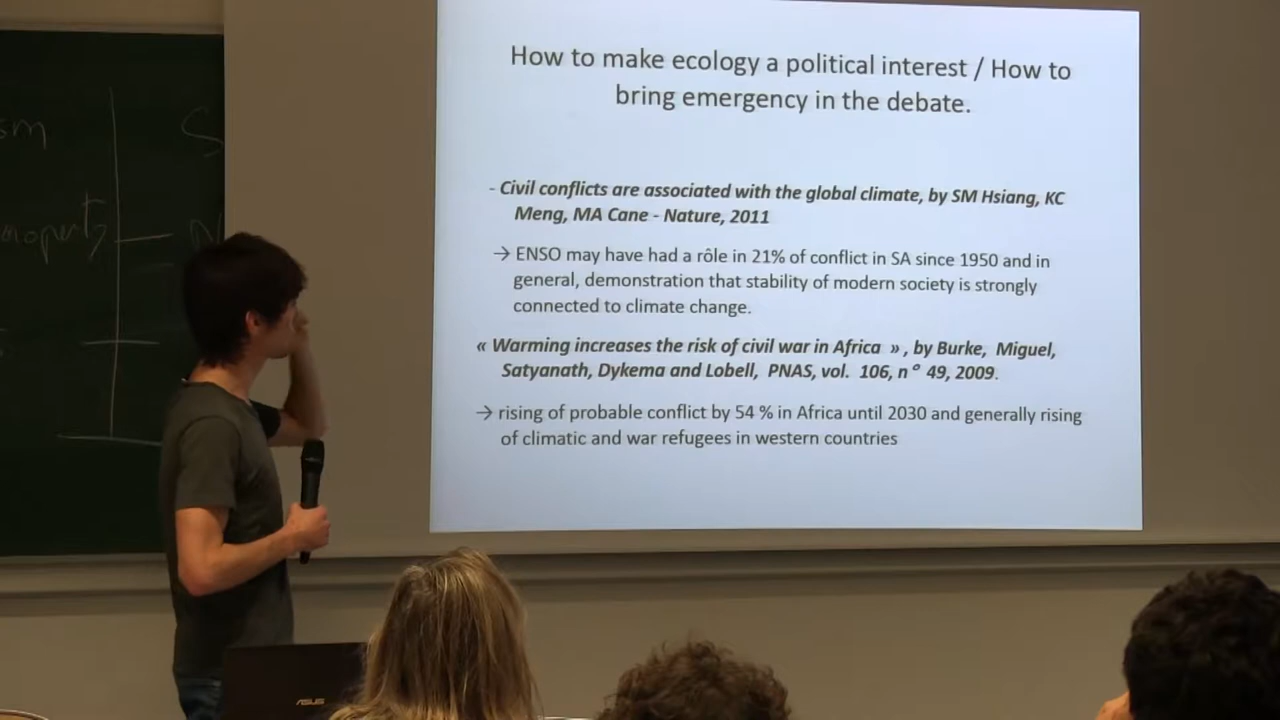 How to make ecology a political interest / How to
bring emergency in the debate.
- Civil conflicts are associated with the global climate, by SM Hsiang, KC
Meng, MA Cane - Nature, 2011
→ ENSO may have had a rôle in 21% of conflict in SA since 1950 and in
general, demonstration that stability of modern society is strongly
connected to climate change.
« Warming increases the risk of civil war in Africa », by Burke, Miguel,
Satyanath, Dykema and Lobell, PNAS, vol. 106, n° 49, 2009.
→ rising of probable conflict by 54 % in Africa until 2030 and generally rising
of climatic and war refugees in western countries
ASUS